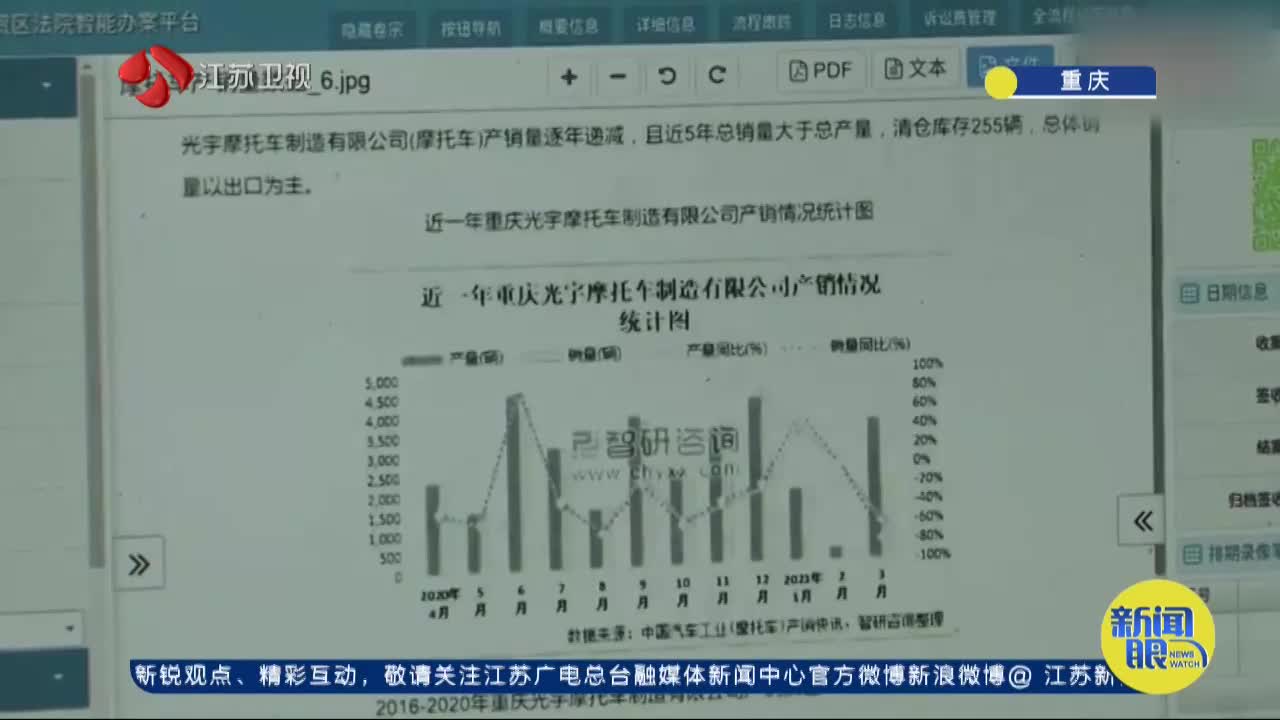 区法院智能办案平台
隐藏卷宗 按钮导航 概要信息 详细信息 流程跟踪 日志信息 诉讼费管理
江苏卫视
_6.jpg
PDF 文本
重庆
光宇摩托车制造有限公司(摩托车)产销量逐年递减，且近5年总销量大于总产量，清仓库存255辆，总体销
量以出口为主。
近一年重庆光宇摩托车制造有限公司产销情况统计图
近一年重庆光宇摩托车制造有限公司产销情况
统计图
产量(辆) 销量(辆) 产量同比(%) 销量同比(%)
5,000
4,500
4,000
3,500
3,000
2,500
2,000
1,500
1,000
500
0
100%
80%
60%
40%
20%
0%
-20%
-40%
-60%
-80%
-100%
智研咨询
www.chyxx.com
2020年4月 5月 6月 7月 8月 9月 10月 11月 12月 2021年1月 2月 3月
数据来源：中国汽车工业(摩托车)产销快讯，智研咨询整理
日期信息
归档签收
排期录像
新锐观点、精彩互动，敬请关注江苏广电总台融媒体新闻中心官方微博新浪微博@ 江苏新
新闻眼
NEWS WATCH
2016-2020年重庆光宇摩托车制造有限公司